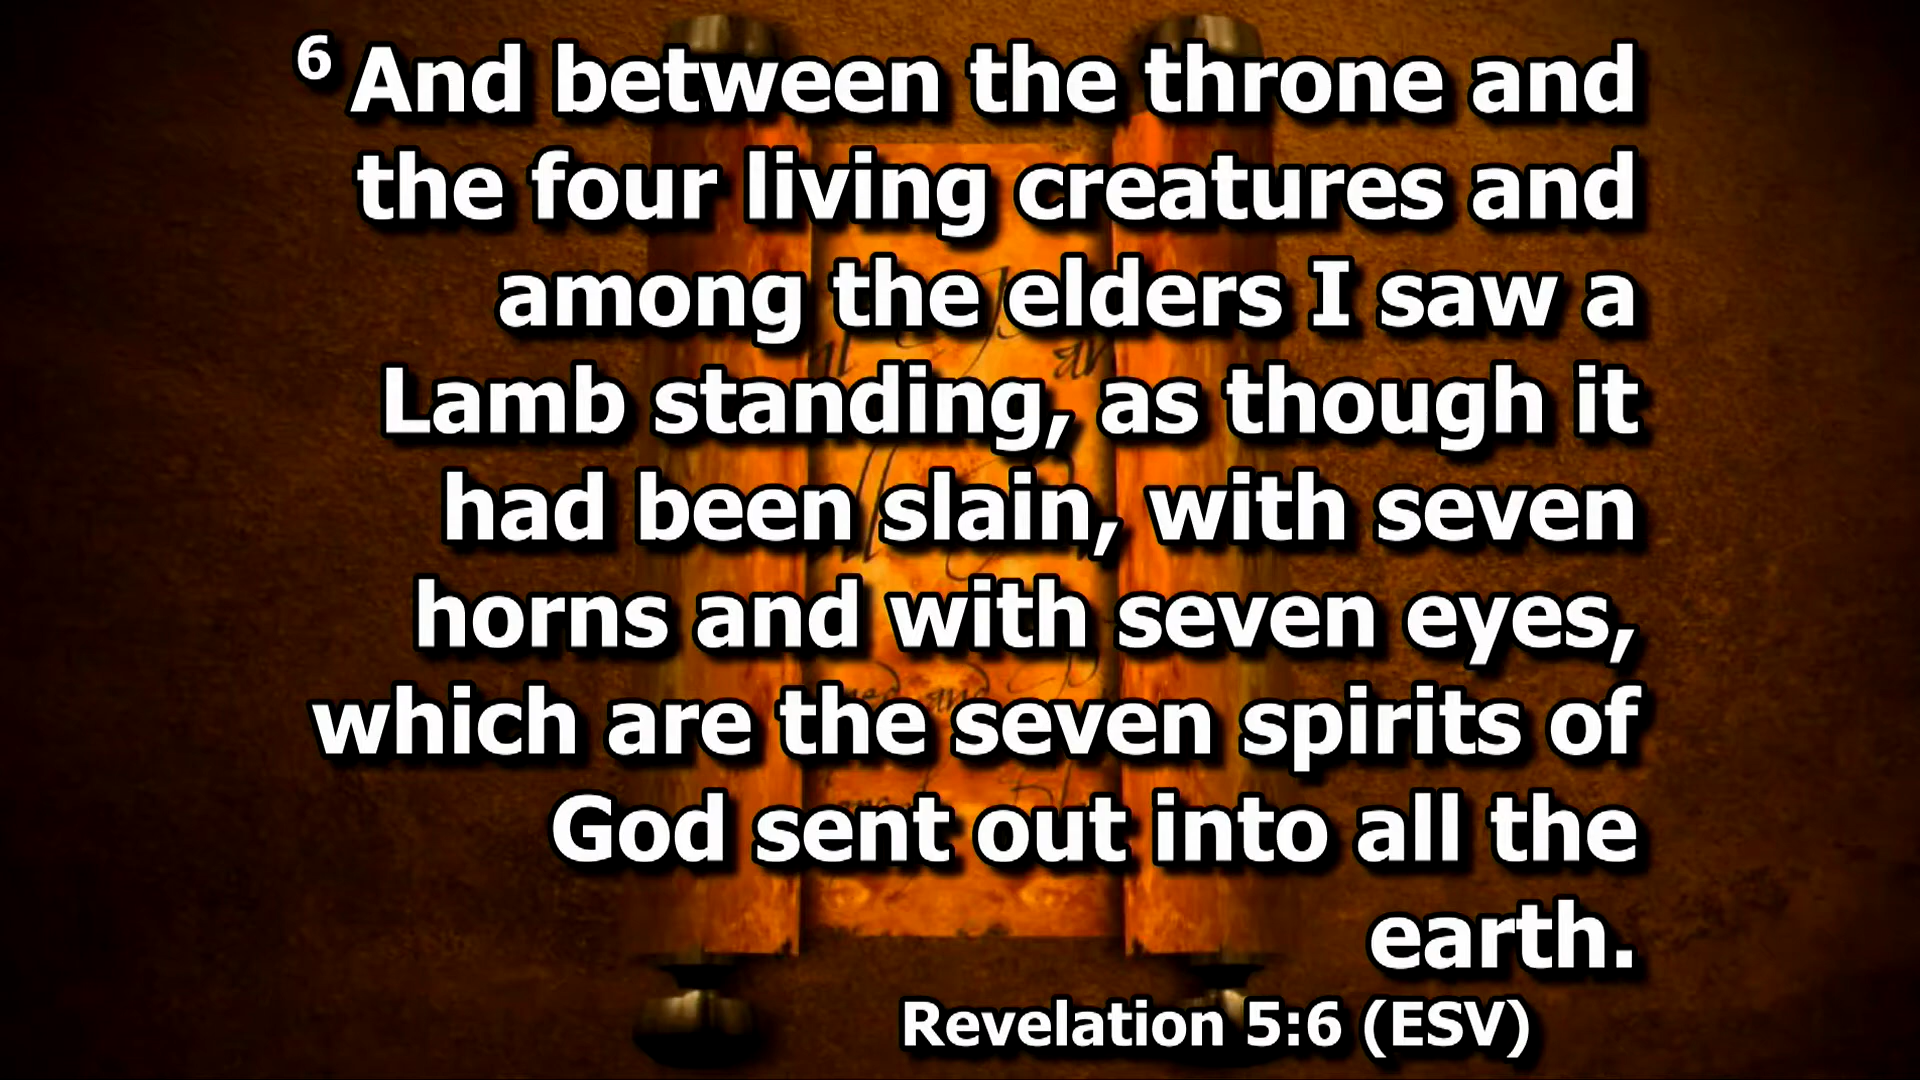 6 And between the throne and
the four living creatures and
among the elders I saw a
Lamb standing, as though it
had been slain, with seven
horns and with seven eyes,
which are the seven spirits of
God sent out into all the
earth.
Revelation 5:6 (ESV)